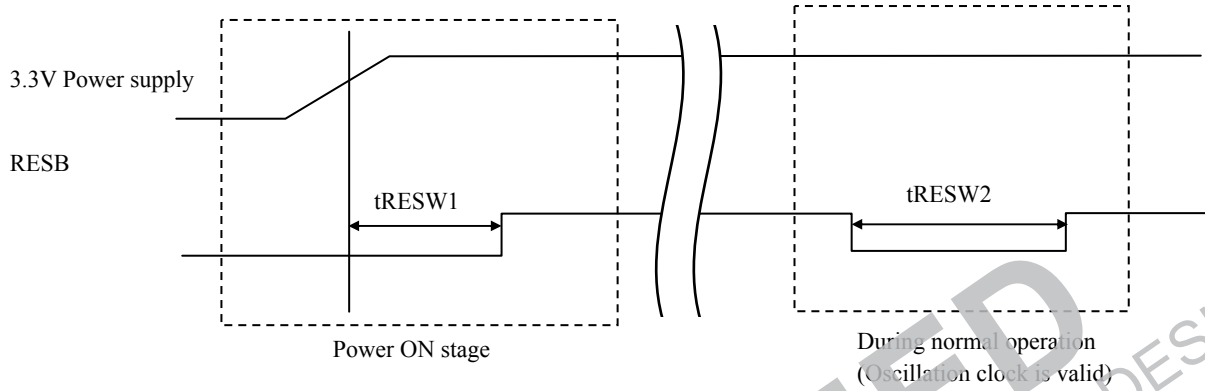 3.3V Power supply
RESB
tRESW1
tRESW2
Power ON stage
During normal operation
(Oscillation clock is valid)